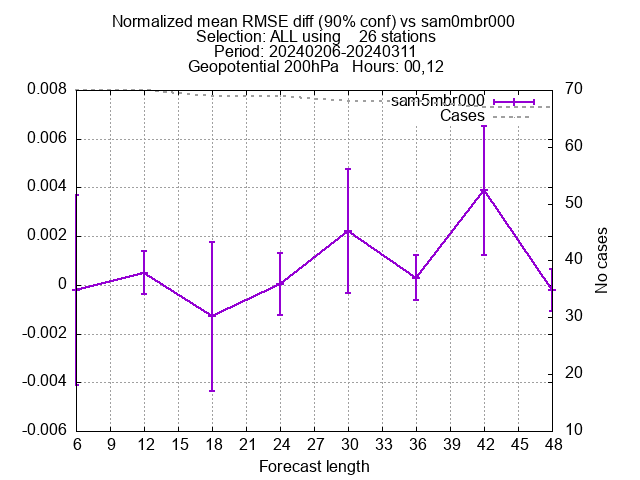 Normalized mean RMSE diff (90% conf) vs sam0mbr000
Selection: ALL using 26 stations
Period: 20240206-20240311
Geopotential 200hPa Hours: 00,12
sam5mbr000
Cases
0.008
0.006
0.004
0.002
0
-0.002
-0.004
-0.006
70
60
50
40
30
20
10
No cases
6 9 12 15 18 21 24 27 30 33 36 39 42 45 48
Forecast length